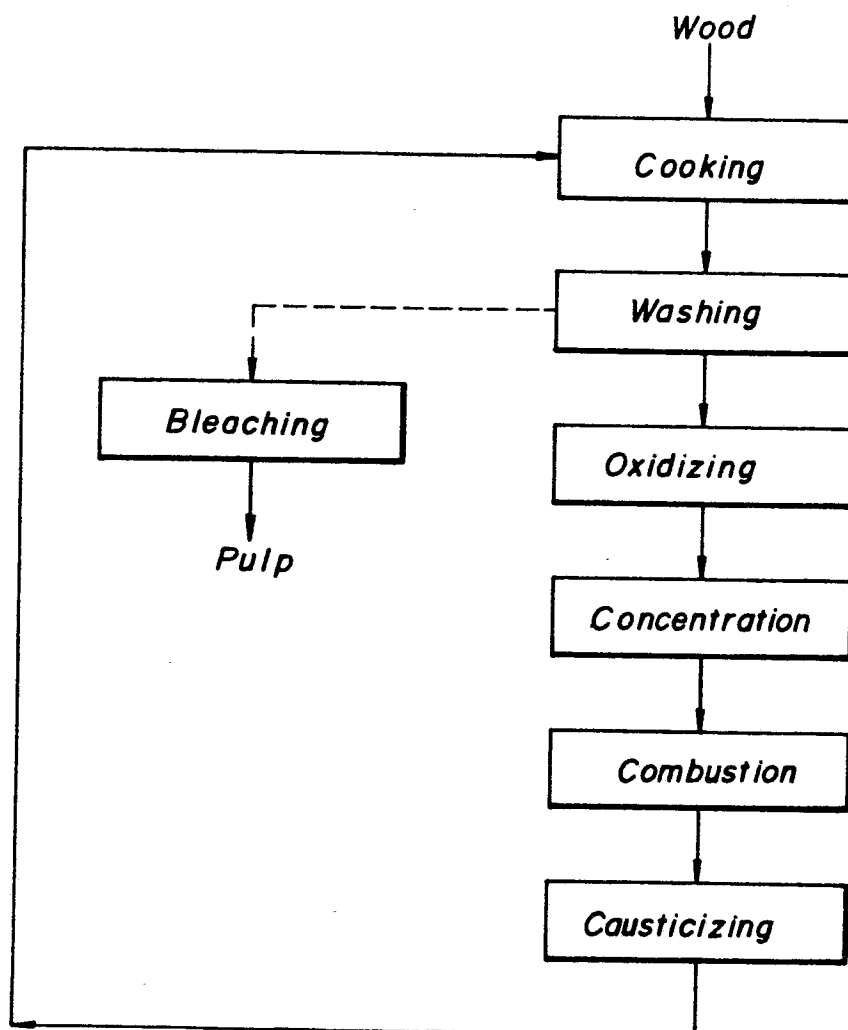 Wood
Cooking
Washing
Bleaching
Oxidizing
Pulp
Concentration
Combustion
Causticizing